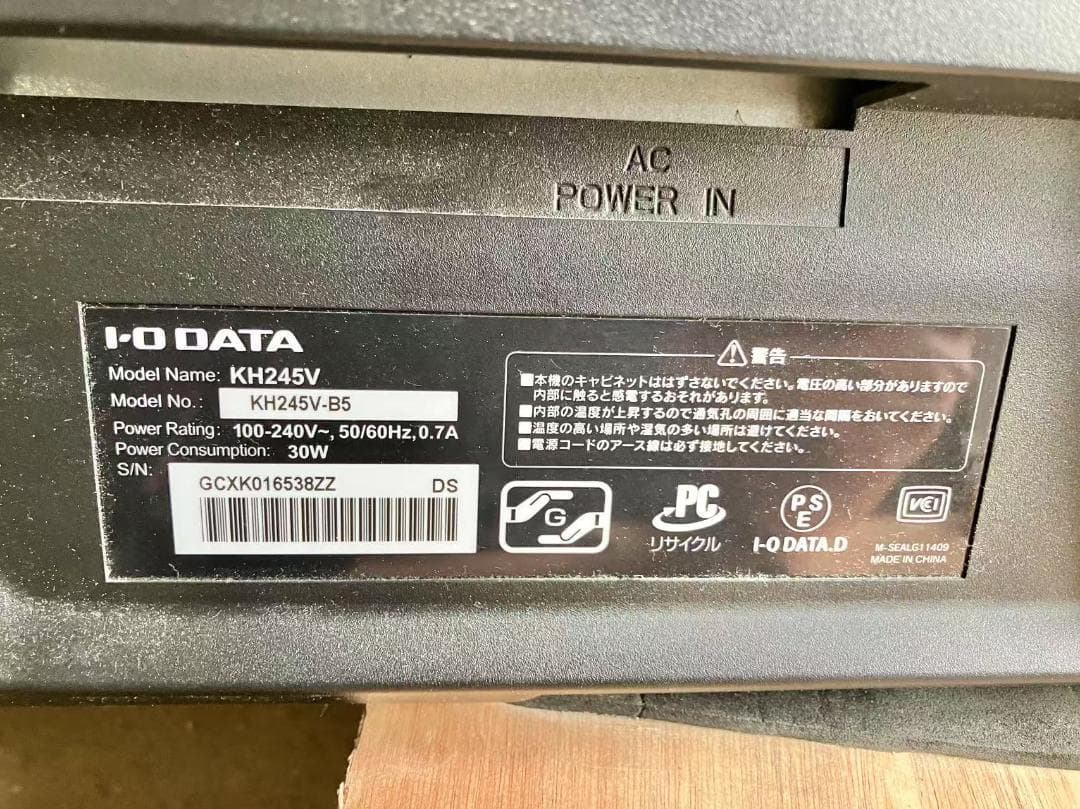 AC
POWER IN
I-O DATA
Model Name: KH245V
Model No.: KH245V-B5
Power Rating: 100-240V~, 50/60Hz, 0.7A
Power Consumption: 30W
S/N:
GCXK016538ZZ DS
警告
■本機のキャビネットははずさないでください。電圧の高い部分がありますので
内部に触ると感電するおそれがあります。
■内部の温度が上昇するので通気孔の周囲に適当な間隔をおいてください。
■温度の高い場所や湿気の多い場所は避けてください。
■電源コードのアース線は必ず接地してください。
G
PC
リサイクル
PS
E
I-O DATA.D
VCI
M-SEALG11409
MADE IN CHINA